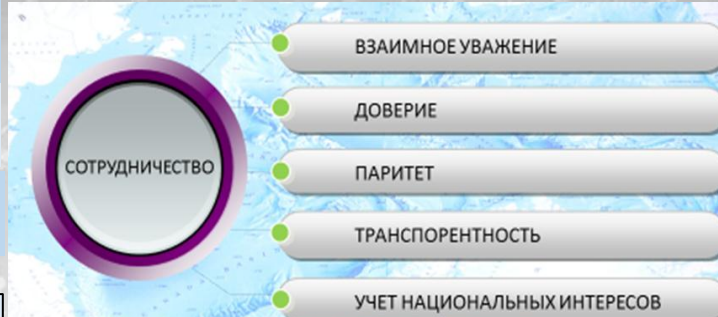 ВЗАИМНОЕ УВАЖЕНИЕ
ДОВЕРИЕ
СОТРУДНИЧЕСТВО
ПАРИТЕТ
ТРАНСПОРЕНТНОСТЬ
УЧЕТ НАЦИОНАЛЬНЫХ ИНТЕРЕСОВ